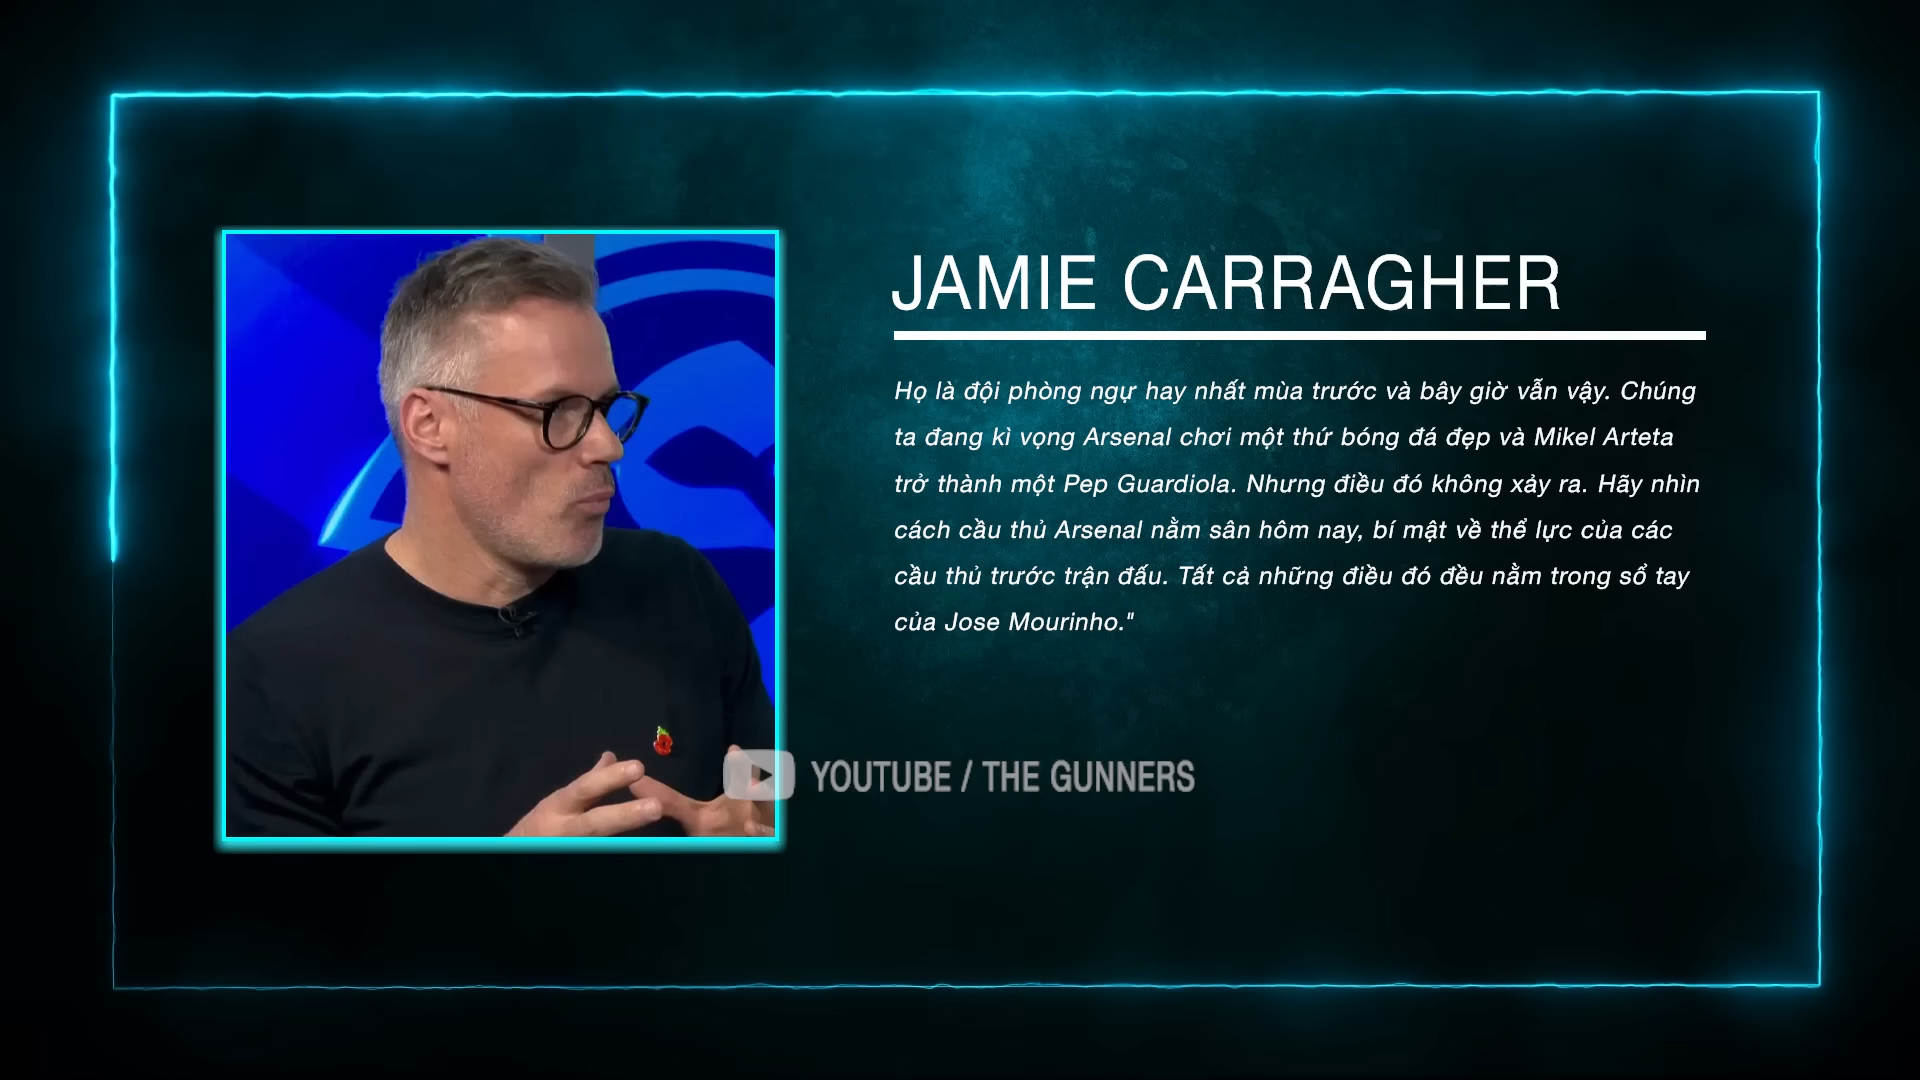 JAMIE CARRAGHER
Họ là đội phòng ngự hay nhất mùa trước và bây giờ vẫn vậy. Chúng
ta đang kì vọng Arsenal chơi một thứ bóng đá đẹp và Mikel Arteta
trở thành một Pep Guardiola. Nhưng điều đó không xảy ra. Hãy nhìn
cách cầu thủ Arsenal nằm sân hôm nay, bí mật về thể lực của các
cầu thủ trước trận đấu. Tất cả những điều đó đều nằm trong sổ tay
của Jose Mourinho."
YOUTUBE / THE GUNNERS